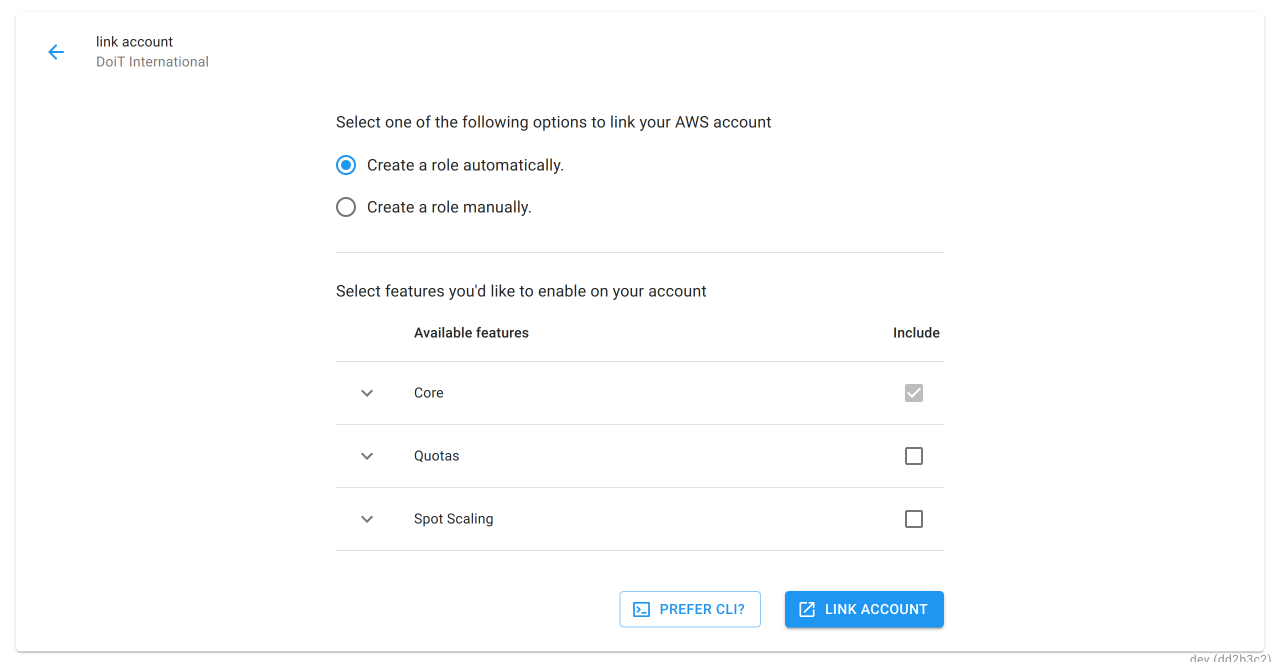 link account
DoiT International
Select one of the following options to link your AWS account
Create a role automatically.
Create a role manually.
Select features you'd like to enable on your account
Available features Include
Core
Quotas
Spot Scaling
PREFER CLI? LINK ACCOUNT
dev (dd2b3c2)